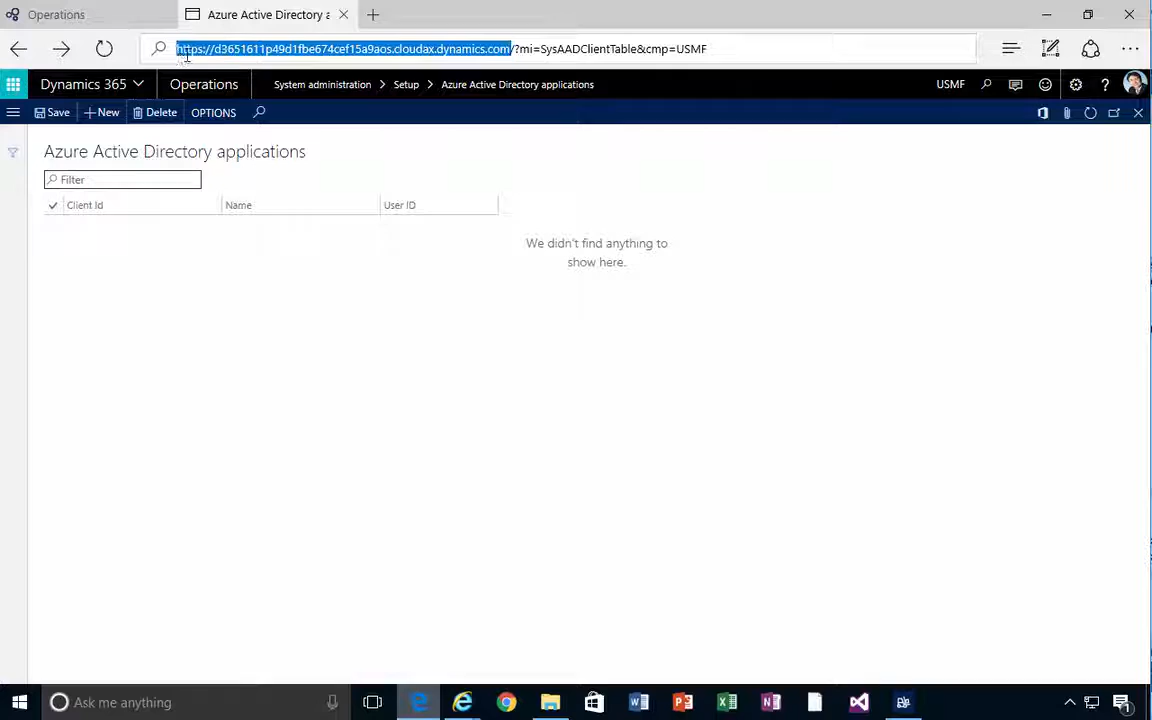 Operations
Azure Active Directory a
https://d3651611p49d1fbe674cef15a9aos.cloudax.dynamics.com/?mi=SysAADClientTable&cmp=USMF
Dynamics 365
Operations
System administration > Setup > Azure Active Directory applications
USMF
Save
New
Delete
OPTIONS
Azure Active Directory applications
Filter
Client Id
Name
User ID
We didn't find anything to
show here.
Ask me anything